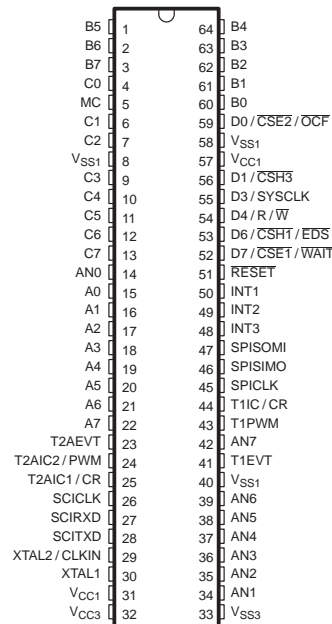 B5 1 64 B4
B6 2 63 B3
B7 3 62 B2
C0 4 61 B1
MC 5 60 B0
C1 6 59 D0 / CSE2 / OCF
C2 7 58 VSS1
VSS1 8 57 VCC1
C3 9 56 D1 / CSH3
C4 10 55 D3 / SYSCLK
C5 11 54 D4 / R / W
C6 12 53 D6 / CSH1 / EDS
C7 13 52 D7 / CSE1 / WAIT
AN0 14 51 RESET
A0 15 50 INT1
A1 16 49 INT2
A2 17 48 INT3
A3 18 47 SPISOMI
A4 19 46 SPISIMO
A5 20 45 SPICLK
A6 21 44 T1IC / CR
A7 22 43 T1PWM
T2AEVT 23 42 AN7
T2AIC2 / PWM 24 41 T1EVT
T2AIC1 / CR 25 40 VSS1
SCICLK 26 39 AN6
SCIRXD 27 38 AN5
SCITXD 28 37 AN4
XTAL2 / CLKIN 29 36 AN3
XTAL1 30 35 AN2
VCC1 31 34 AN1
VCC3 32 33 VSS3